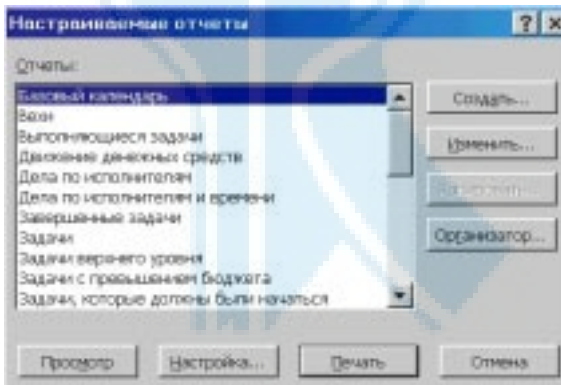 Настраиваемые отчеты
Отчеты:
Базовый календарь
Вехи
Выполняющиеся задачи
Движение денежных средств
Дела по исполнителям
Дела по исполнителям и времени
Завершенные задачи
Задачи
Задачи верхнего уровня
Задачи с превышением бюджета
Задачи, которые должны были начаться
Создать...
Изменить...
Организатор...
Просмотр
Настройка...
Печать
Отмена